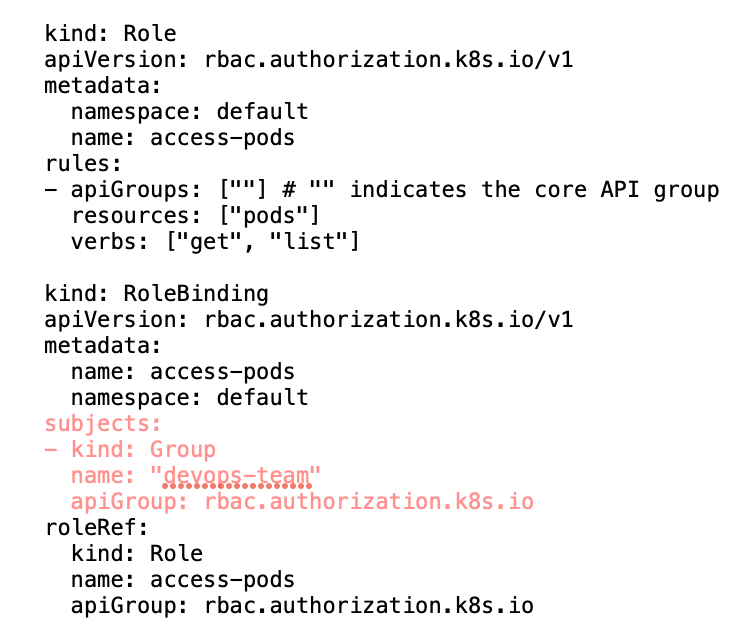 kind: Role
apiVersion: rbac.authorization.k8s.io/v1
metadata:
  namespace: default
  name: access-pods
rules:
- apiGroups: [""] # "" indicates the core API group
  resources: ["pods"]
  verbs: ["get", "list"]

kind: RoleBinding
apiVersion: rbac.authorization.k8s.io/v1
metadata:
  name: access-pods
  namespace: default
subjects:
- kind: Group
  name: "devops-team"
  apiGroup: rbac.authorization.k8s.io
roleRef:
  kind: Role
  name: access-pods
  apiGroup: rbac.authorization.k8s.io